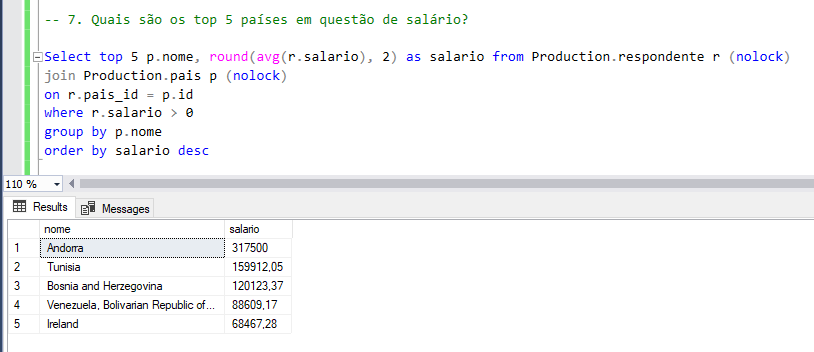 -- 7. Quais são os top 5 países em questão de salário?
Select top 5 p.nome, round(avg(r.salario), 2) as salario from Production.respondente r (nolock)
join Production.pais p (nolock)
on r.pais_id = p.id
where r.salario > 0
group by p.nome
order by salario desc
110 %
Results Messages
nome salario
1 Andorra 317500
2 Tunisia 159912,05
3 Bosnia and Herzegovina 120123,37
4 Venezuela, Bolivarian Republic of... 88609,17
5 Ireland 68467,28